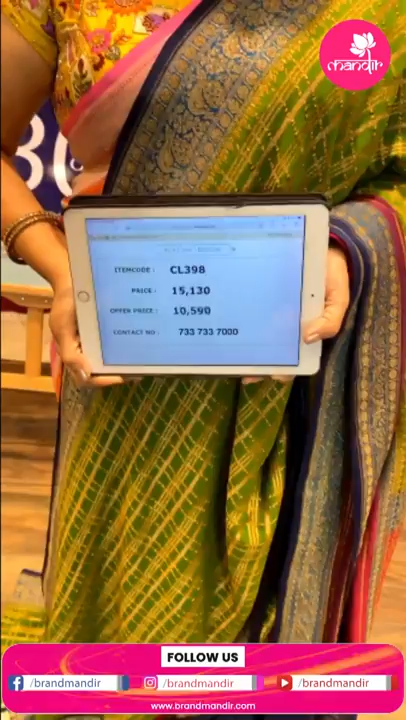 mandir
ITEMCODE : CL398
PRICE : 15,130
OFFER PRICE : 10,590
CONTACT NO : 733 733 7000
FOLLOW US
/brandmandir /brandmandir /brandmandir
www.brandmandir.com